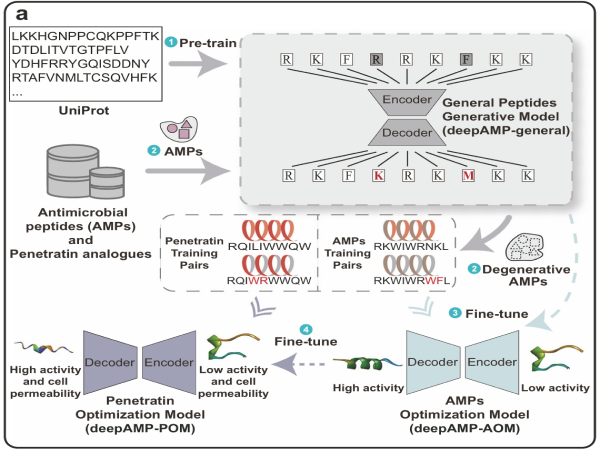 a
LKKHGNPPCQKPPFTK
DTDLITVTGTPFLV
YDHFRRYGQISDDNY
RTAFVNMLTCSQVHFK
...
UniProt
1 Pre-train
2 AMPs
Antimicrobial
peptides (AMPs)
and
Penetratin analogues
R K F R R K F K K
Encoder
Decoder
General Peptides
Generative Model
(deepAMP-general)
R K F K R K M K K
Penetratin
Training
Pairs
RQILIWWQW
RQIWRWWQW
AMPs
Training
Pairs
RKWIWRNKL
RKWIWRWFL
2 Degenerative
AMPs
3 Fine-tune
4
Fine-tune
High activity
and cell
permeability
Decoder
Encoder
Low activity
and cell
permeability
Penetratin
Optimization Model
(deepAMP-POM)
High activity
Decoder
Encoder
Low activity
AMPs
Optimization Model
(deepAMP-AOM)